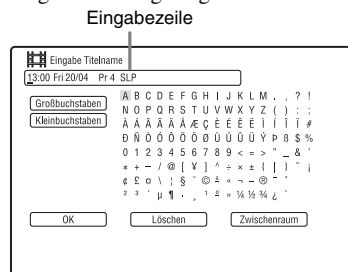 Eingabezeile
Eingabe Titelname
13:00 Fri 20/04 Pr 4 SLP
Großbuchstaben
Kleinbuchstaben
A B C D E F G H I J K L M . , ? !
N O P Q R S T U V W X Y Z ( ) : ;
À Á Â Ã Ä Å Æ Ç È É Ê Ë Ì Í Î Ï #
Ð Ñ Ò Ó Ô Õ Ö Ø Ù Ú Û Ü Ý Þ ß $ %
0 1 2 3 4 5 6 7 8 9 < = > " _ & '
* + – / @ [ ¥ ] ^ ÷ × ± { | } ~ ¡
¢ £ ¤ \ ¦ § ¨ © ª « ¬ – ® ¯ ˙
² ³ ´ µ ¶ · ¸ ¹ º » ¼ ½ ¾ ¿ `
OK
Löschen
Zwischenraum